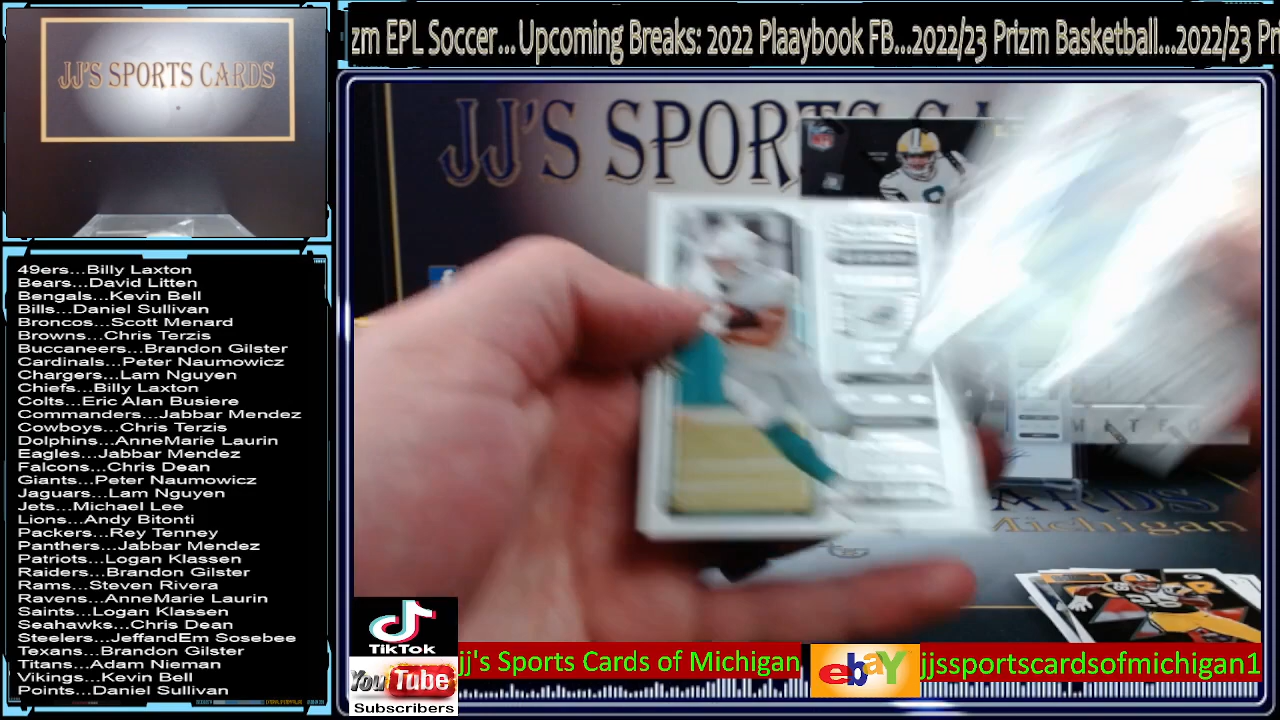 JJ'S SPORTS CARDS
zm EPL Soccer...Upcoming Breaks: 2022 Plaaybook FB...2022/23 Prizm Basketball...2022/23 Pri
JJ'S SPORTS CA
49ers...Billy Laxton
Bears...David Litten
Bengals...Kevin Bell
Bills...Daniel Sullivan
Broncos...Scott Menard
Browns...Chris Terzis
Buccaneers...Brandon Gilster
Cardinals...Peter Naumowicz
Chargers...Lam Nguyen
Chiefs...Billy Laxton
Colts...Eric Alan Busiere
Commanders...Jabbar Mendez
Cowboys...Chris Terzis
Dolphins...AnneMarie Laurin
Eagles...Jabbar Mendez
Falcons...Chris Dean
Giants...Peter Naumowicz
Jaguars...Lam Nguyen
Jets...Michael Lee
Lions...Andy Bitonti
Packers...Rey Tenney
Panthers...Jabbar Mendez
Patriots...Logan Klassen
Raiders...Brandon Gilster
Rams...Steven Rivera
Ravens...AnneMarie Laurin
Saints...Logan Klassen
Seahawks...Chris Dean
Steelers...JeffandEm Sosebee
Texans...Brandon Gilster
Titans...Adam Nieman
Vikings...Kevin Bell
Points...Daniel Sullivan
ARDS
Michigan
TikTok
YouTube
Subscribers
jj's Sports Cards of Michigan
ebay
jjssportscardsofmichigan1